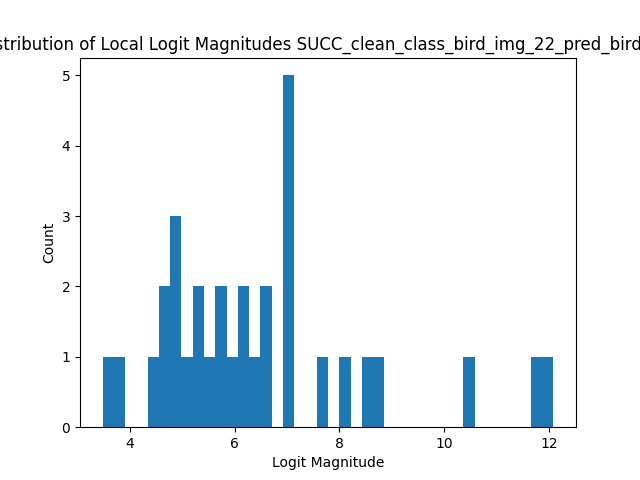 stribution of Local Logit Magnitudes SUCC_clean_class_bird_img_22_pred_bird
5
4
3
2
1
0
Count
4 6 8 10 12
Logit Magnitude